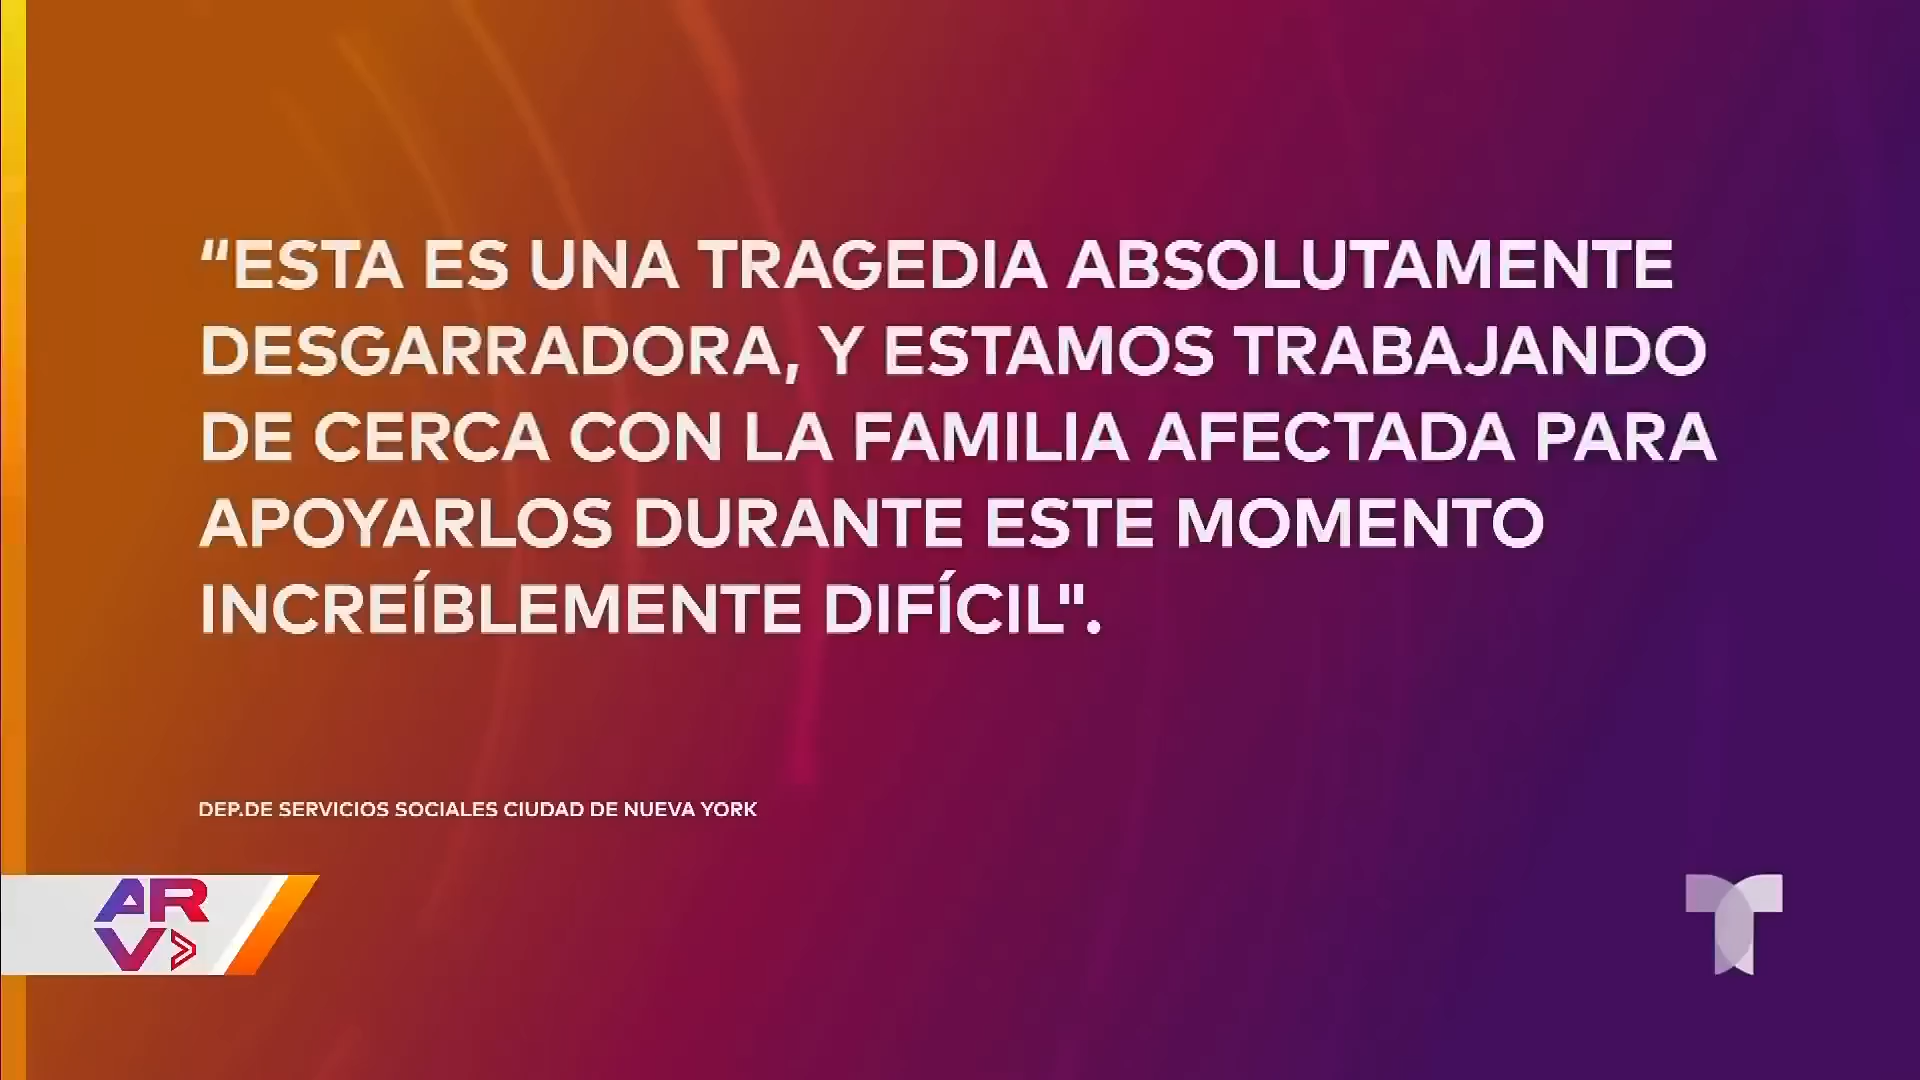 “ESTA ES UNA TRAGEDIA ABSOLUTAMENTE
DESGARRADORA, Y ESTAMOS TRABAJANDO
DE CERCA CON LA FAMILIA AFECTADA PARA
APOYARLOS DURANTE ESTE MOMENTO
INCREÍBLEMENTE DIFÍCIL".
DEP.DE SERVICIOS SOCIALES CIUDAD DE NUEVA YORK
AR
V
T